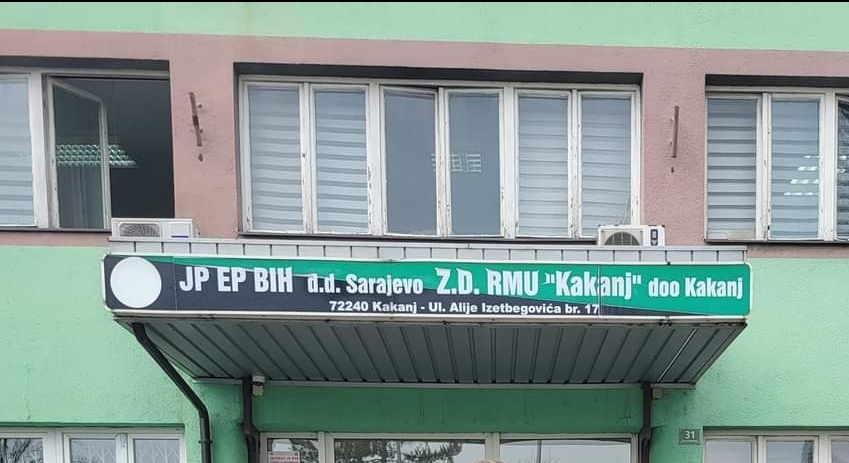 JP EP BIH d.d. Sarajevo Z.D. RMU "Kakanj" doo Kakanj
72240 Kakanj - Ul. Alije Izetbegovića br. 17
31